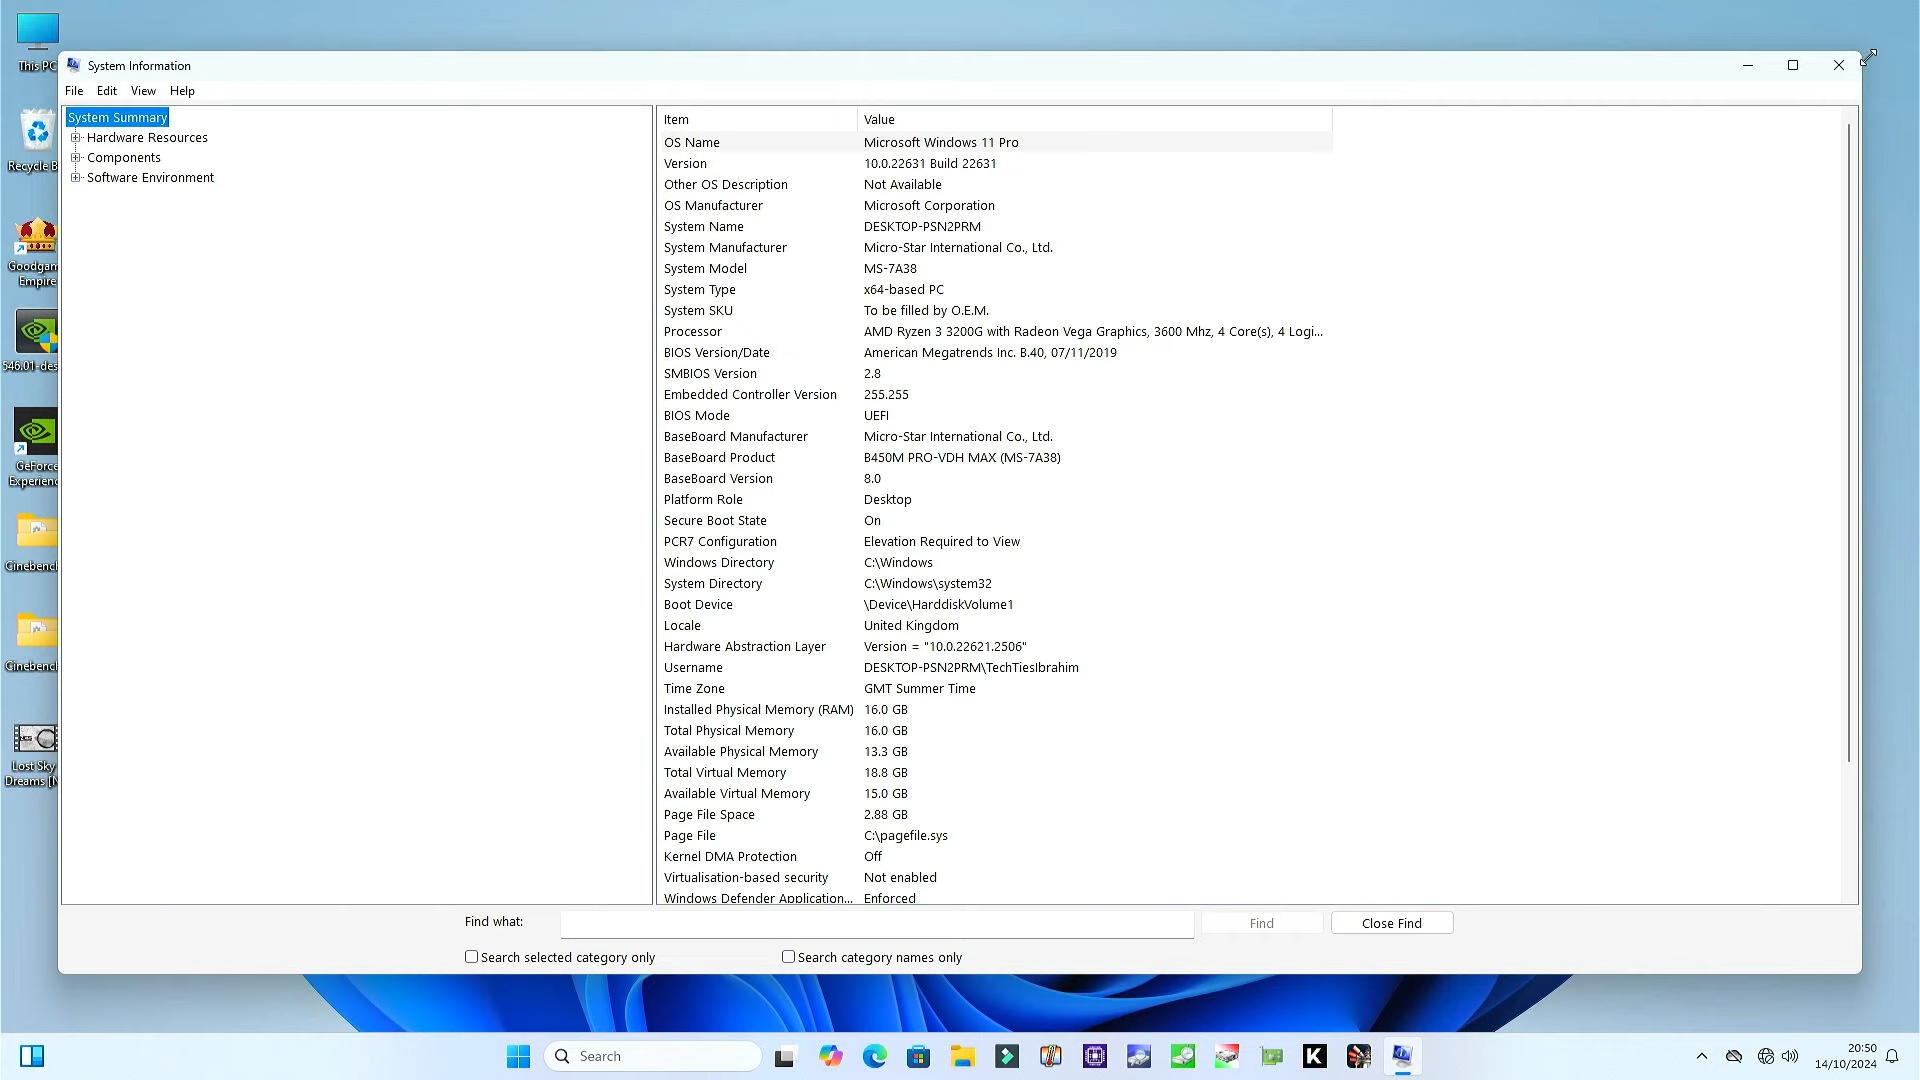 This PC
System Information
File Edit View Help
System Summary
Hardware Resources
Components
Software Environment
Item Value
OS Name Microsoft Windows 11 Pro
Version 10.0.22631 Build 22631
Other OS Description Not Available
OS Manufacturer Microsoft Corporation
System Name DESKTOP-PSN2PRM
System Manufacturer Micro-Star International Co., Ltd.
System Model MS-7A38
System Type x64-based PC
System SKU To be filled by O.E.M.
Processor AMD Ryzen 3 3200G with Radeon Vega Graphics, 3600 Mhz, 4 Core(s), 4 Logi...
BIOS Version/Date American Megatrends Inc. B.40, 07/11/2019
SMBIOS Version 2.8
Embedded Controller Version 255.255
BIOS Mode UEFI
BaseBoard Manufacturer Micro-Star International Co., Ltd.
BaseBoard Product B450M PRO-VDH MAX (MS-7A38)
BaseBoard Version 8.0
Platform Role Desktop
Secure Boot State On
PCR7 Configuration Elevation Required to View
Windows Directory C:\Windows
System Directory C:\Windows\system32
Boot Device \Device\HarddiskVolume1
Locale United Kingdom
Hardware Abstraction Layer Version = "10.0.22621.2506"
Username DESKTOP-PSN2PRM\TechTiesIbrahim
Time Zone GMT Summer Time
Installed Physical Memory (RAM) 16.0 GB
Total Physical Memory 16.0 GB
Available Physical Memory 13.3 GB
Total Virtual Memory 18.8 GB
Available Virtual Memory 15.0 GB
Page File Space 2.88 GB
Page File C:\pagefile.sys
Kernel DMA Protection Off
Virtualisation-based security Not enabled
Windows Defender Application... Enforced
Find what:
Find
Close Find
Search selected category only
Search category names only
Recycle B
Goodgam
Empire
546.01-des
GeForce
Experienc
Cinebench
Cinebench
Lost Sky
Dreams [N
Search
K
20:50
14/10/2024